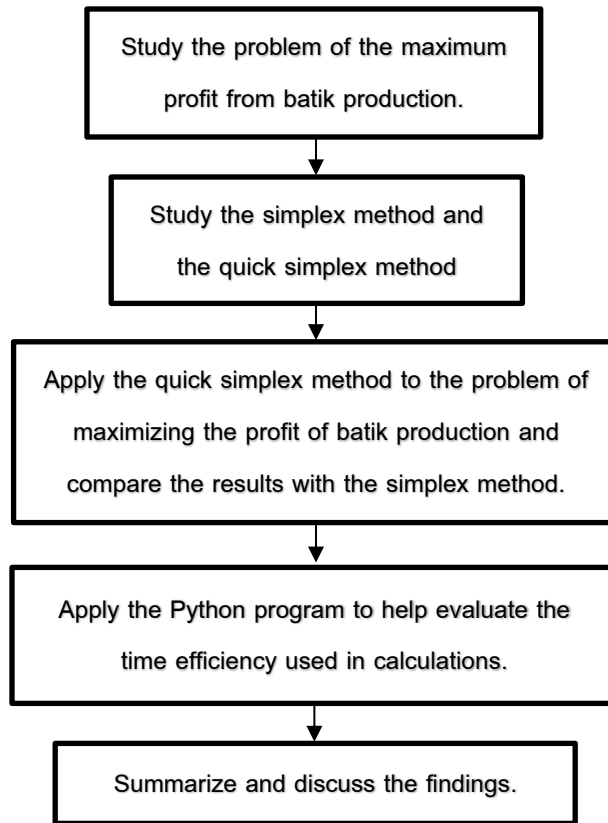 Study the problem of the maximum
profit from batik production.
Study the simplex method and
the quick simplex method
Apply the quick simplex method to the problem of
maximizing the profit of batik production and
compare the results with the simplex method.
Apply the Python program to help evaluate the
time efficiency used in calculations.
Summarize and discuss the findings.